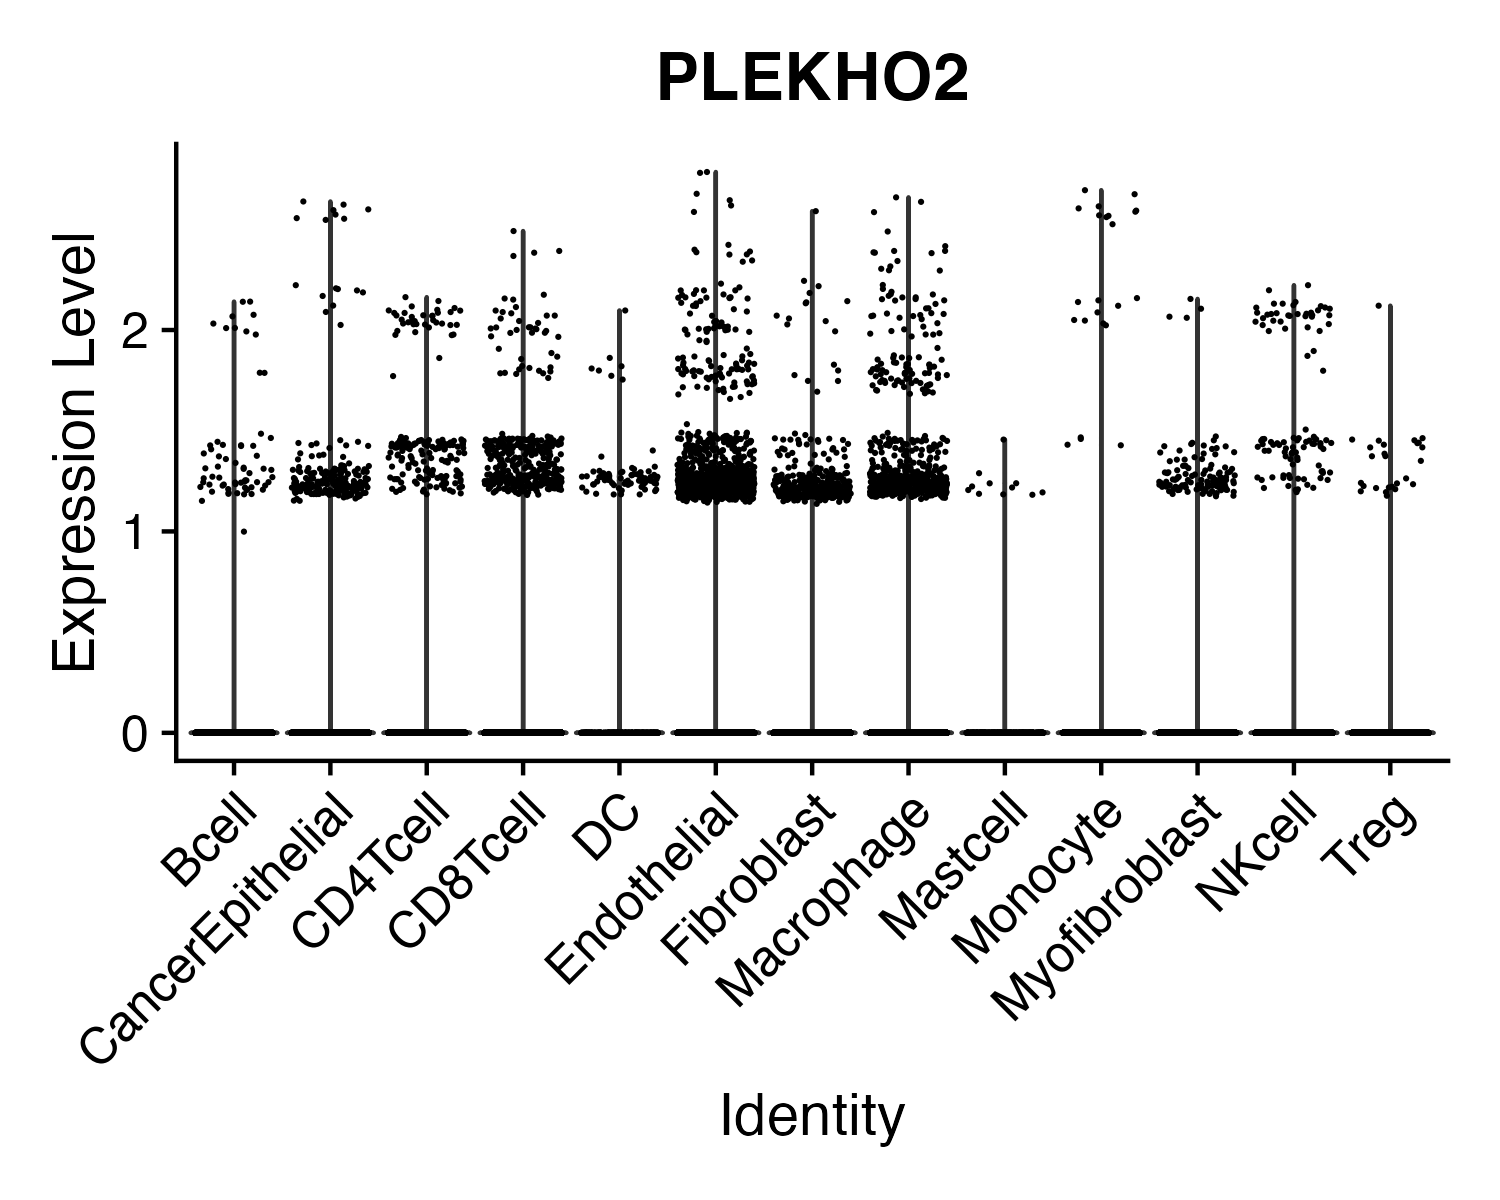 PLEKHO2
Expression Level
2
1
0
Bcell
CancerEpithelial
CD4Tcell
CD8Tcell
DC
Endothelial
Fibroblast
Macrophage
Mastcell
Monocyte
Myofibroblast
NKcell
Treg
Identity